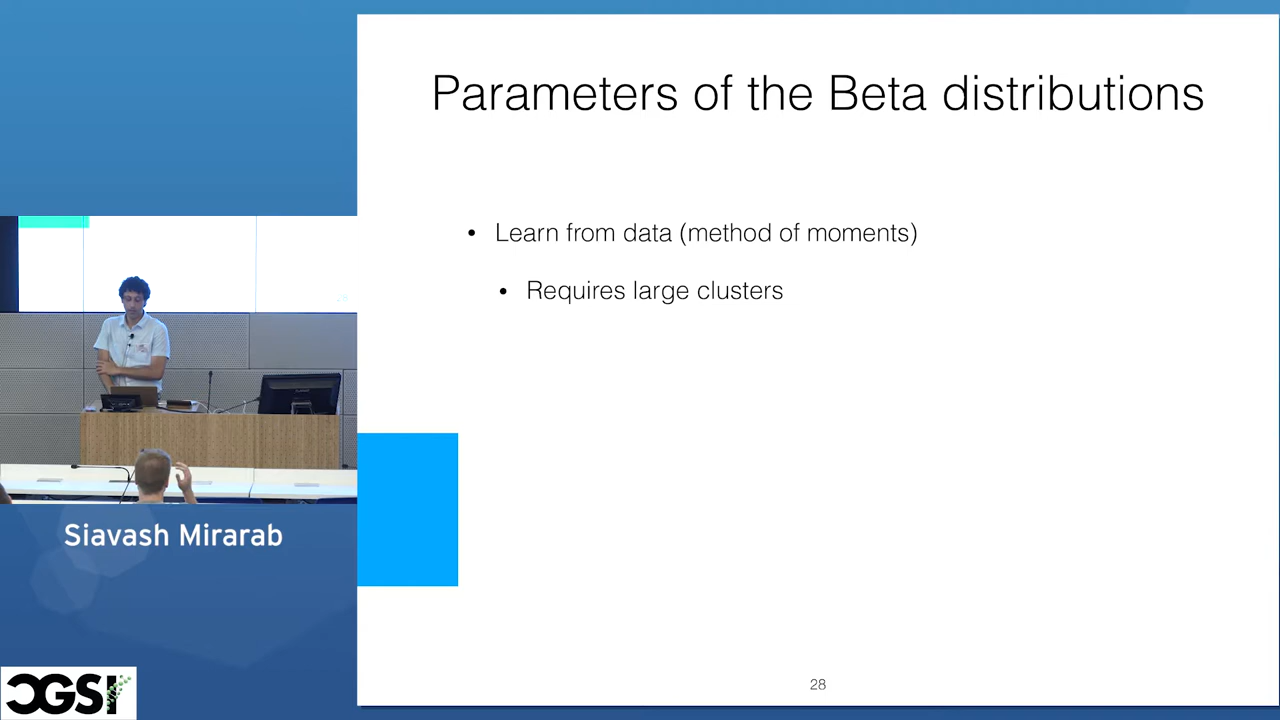 Parameters of the Beta distributions
• Learn from data (method of moments)
• Requires large clusters
Siavash Mirarab
CGSI
28